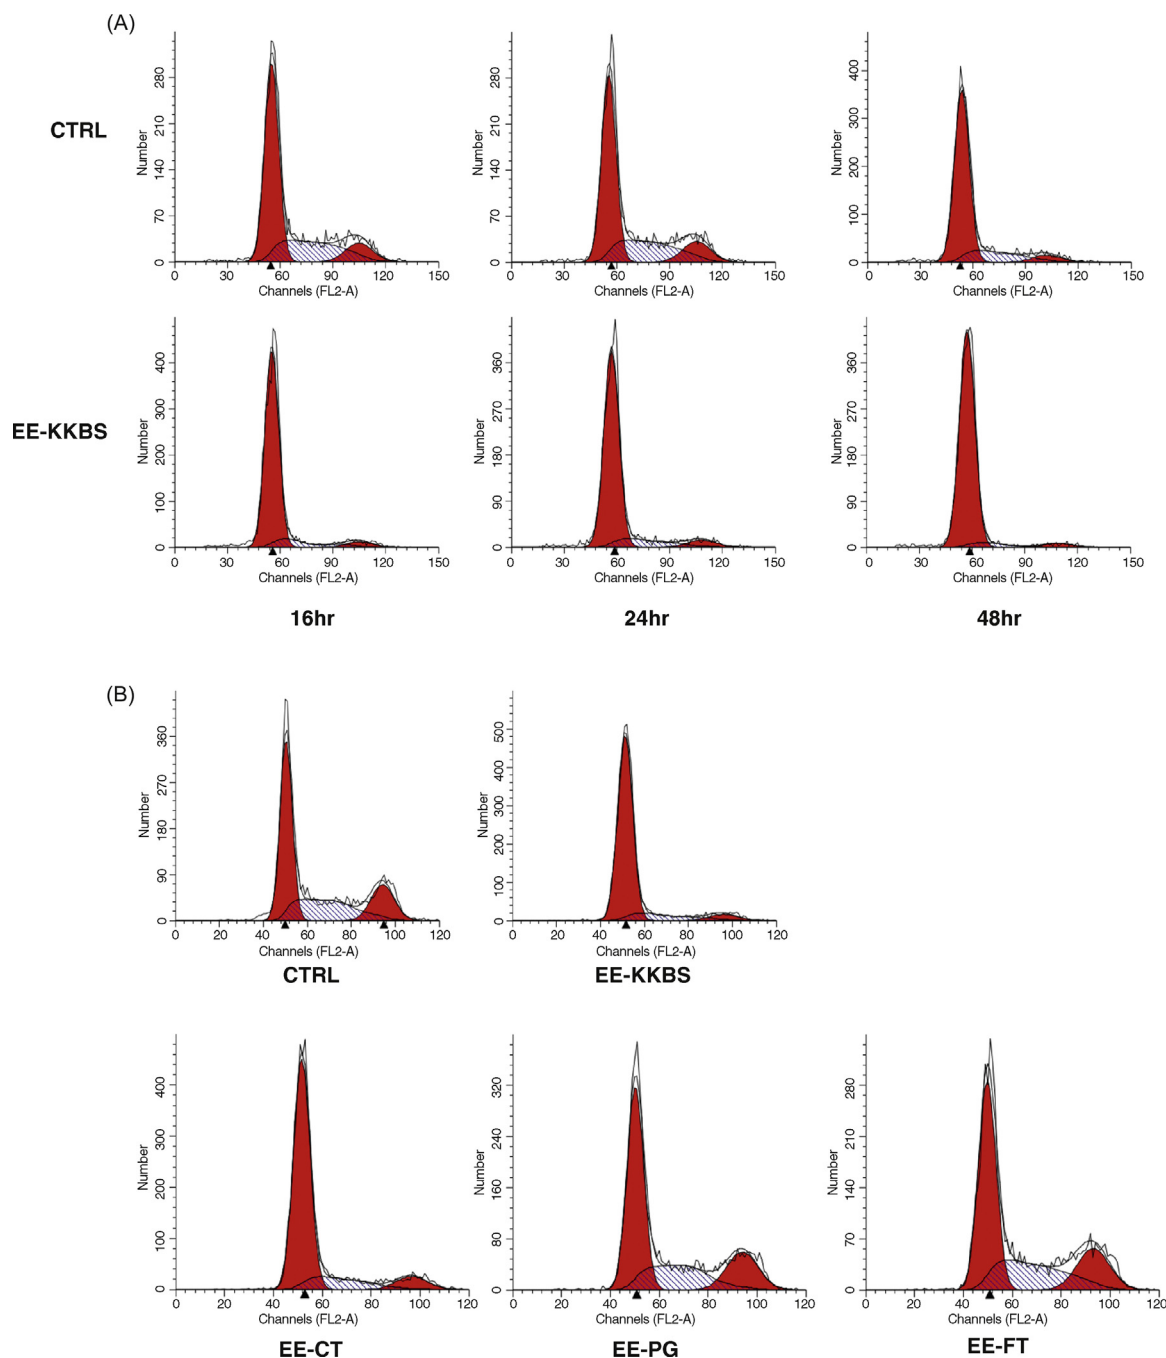 (A)
CTRL
Number
0 70 140 210 280
0 30 60 90 120 150
Channels (FL2-A)
Number
0 70 140 210 280
0 30 60 90 120 150
Channels (FL2-A)
Number
0 100 200 300 400
0 30 60 90 120 150
Channels (FL2-A)
EE-KKBS
Number
0 100 200 300 400
0 30 60 90 120 150
Channels (FL2-A)
Number
0 90 180 270 360
0 30 60 90 120 150
Channels (FL2-A)
Number
0 90 180 270 360
0 30 60 90 120 150
Channels (FL2-A)
16hr 24hr 48hr
(B)
Number
0 90 180 270 360
0 20 40 60 80 100 120
Channels (FL2-A)
CTRL
Number
0 100 200 300 400 500
0 20 40 60 80 100 120
Channels (FL2-A)
EE-KKBS
Number
0 100 200 300 400
0 20 40 60 80 100 120
Channels (FL2-A)
EE-CT
Number
0 80 160 240 320
0 20 40 60 80 100 120
Channels (FL2-A)
EE-PG
Number
0 70 140 210 280
0 20 40 60 80 100 120
Channels (FL2-A)
EE-FT